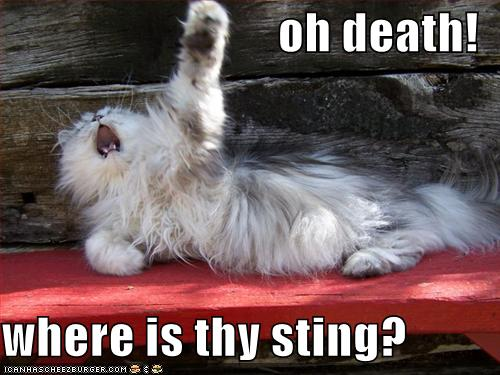 oh death!
where is thy sting?
ICANHASCHEEZBURGER.COM